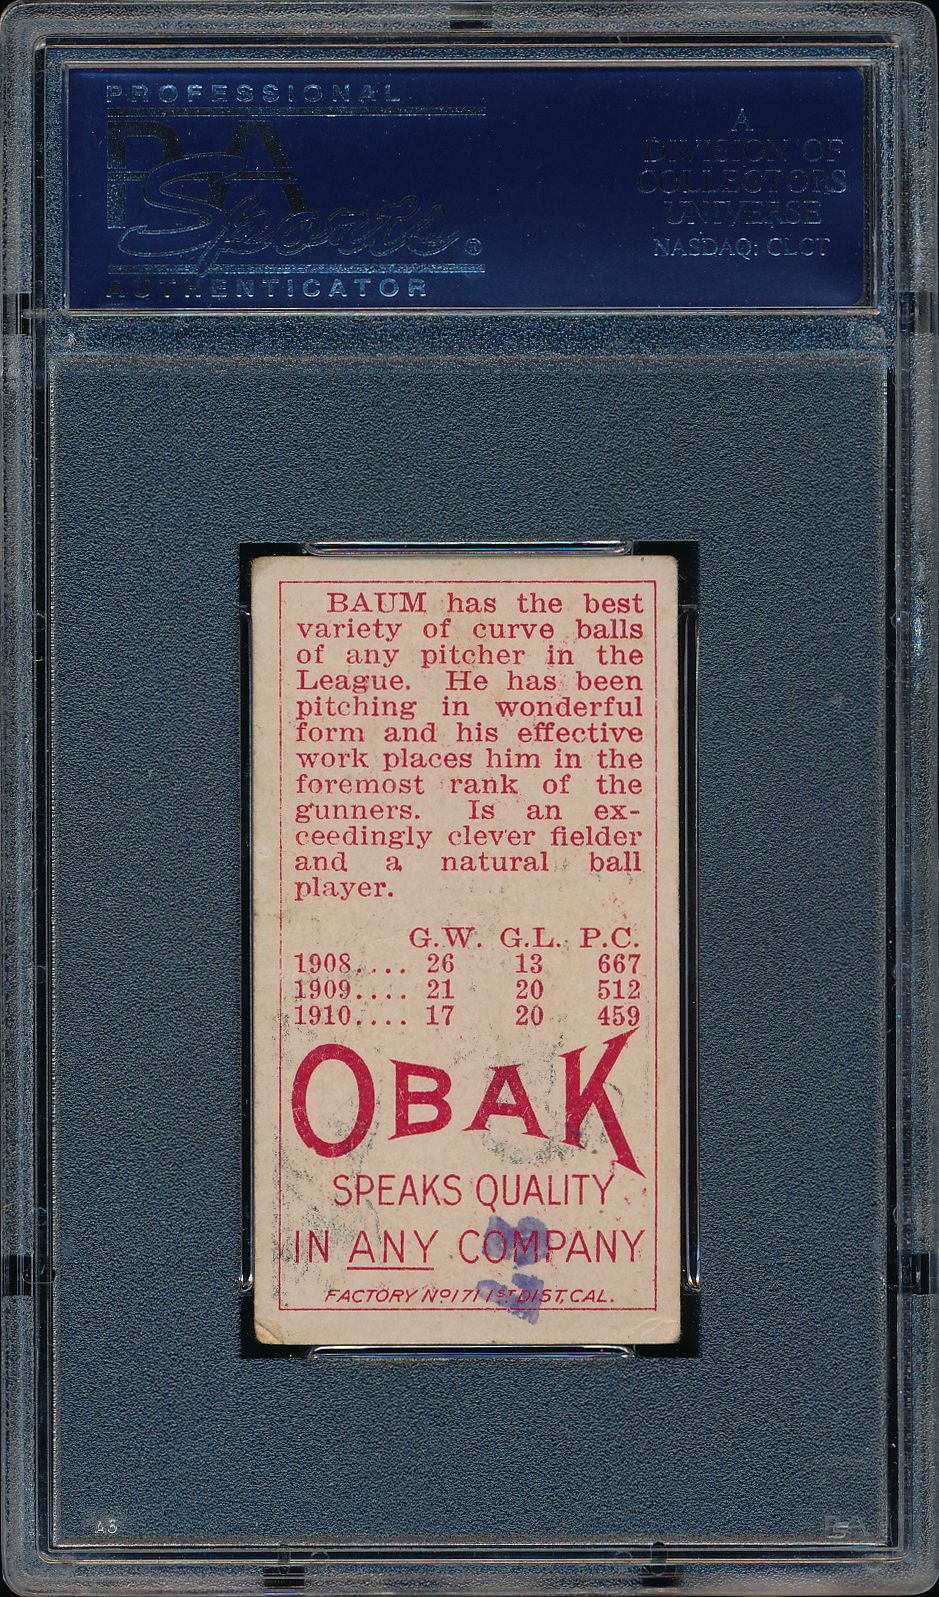 PROFESSIONAL
PSA
Sports®
AUTHENTICATOR
A
DIVISION OF
COLLECTORS
UNIVERSE
NASDAQ: CLCT
BAUM has the best
variety of curve balls
of any pitcher in the
League. He has been
pitching in wonderful
form and his effective
work places him in the
foremost rank of the
gunners. Is an ex-
ceedingly clever fielder
and a natural ball
player.
G.W. G.L. P.C.
1908.... 26 13 667
1909.... 21 20 512
1910.... 17 20 459
OBAK
SPEAKS QUALITY
IN ANY COMPANY
FACTORY No 171 1ST DIST, CAL.
A3
PSA